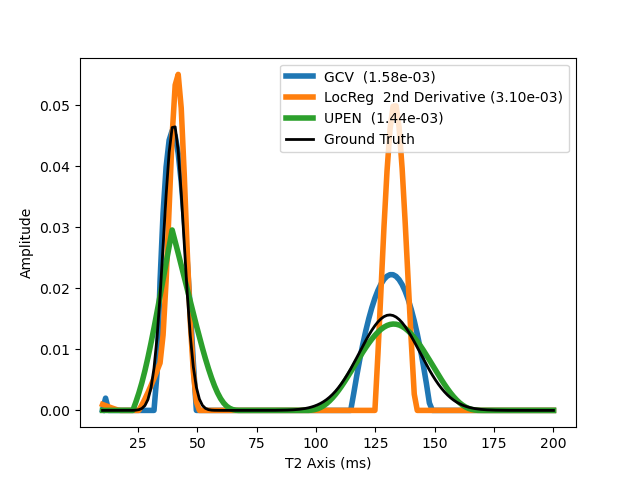 GCV (1.58e-03)
LocReg 2nd Derivative (3.10e-03)
UPEN (1.44e-03)
Ground Truth
0.05
0.04
0.03
0.02
0.01
0.00
Amplitude
25 50 75 100 125 150 175 200
T2 Axis (ms)